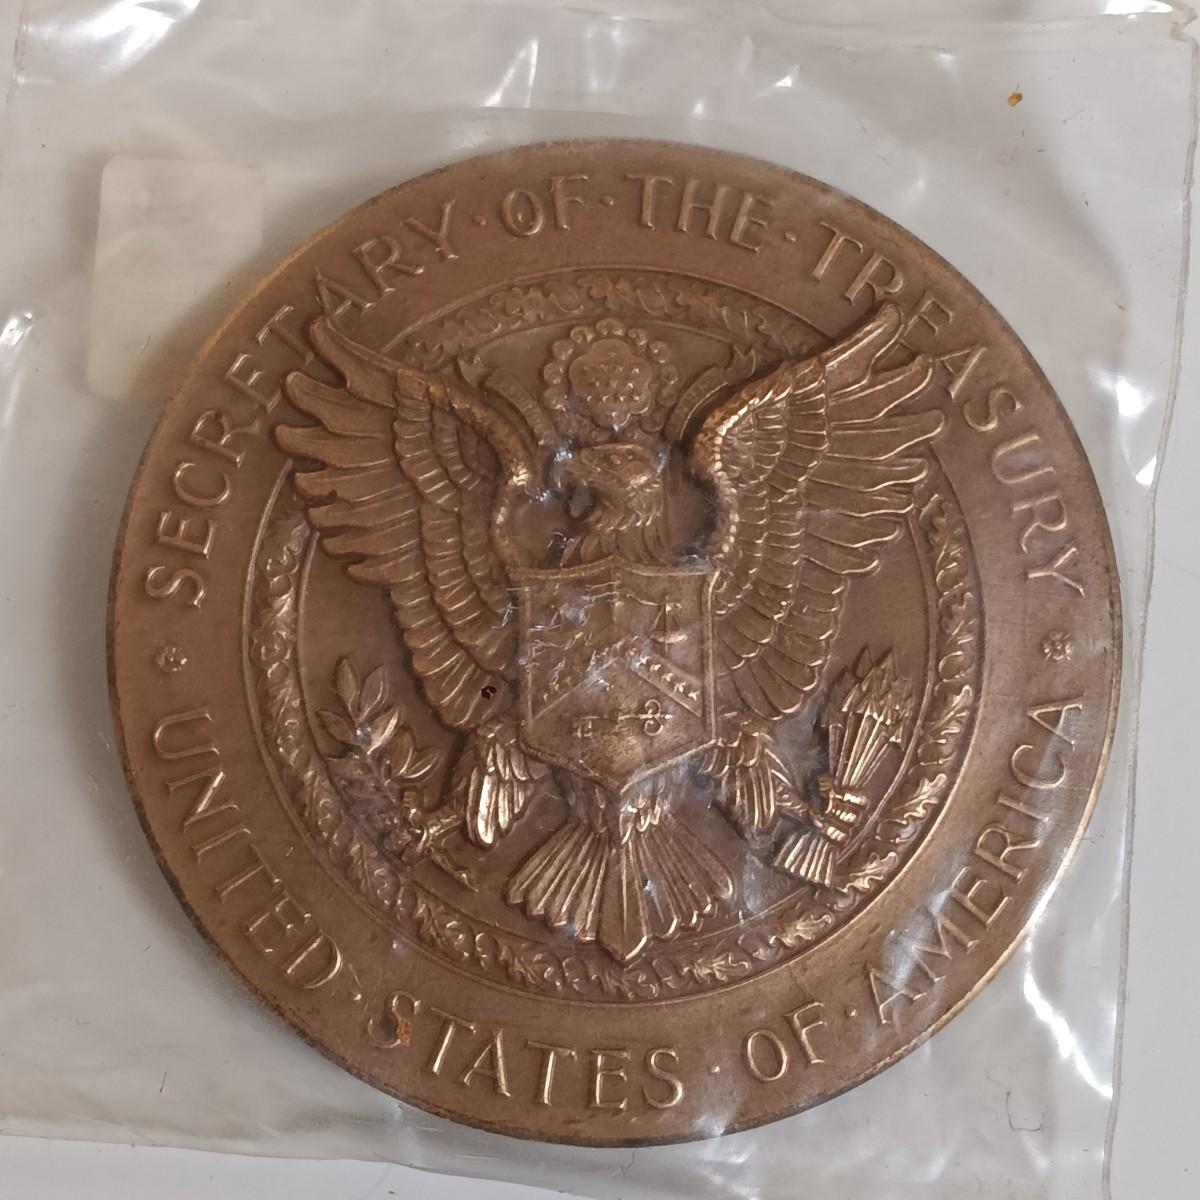 SECRETARY · OF · THE · TREASURY
UNITED · STATES · OF · AMERICA